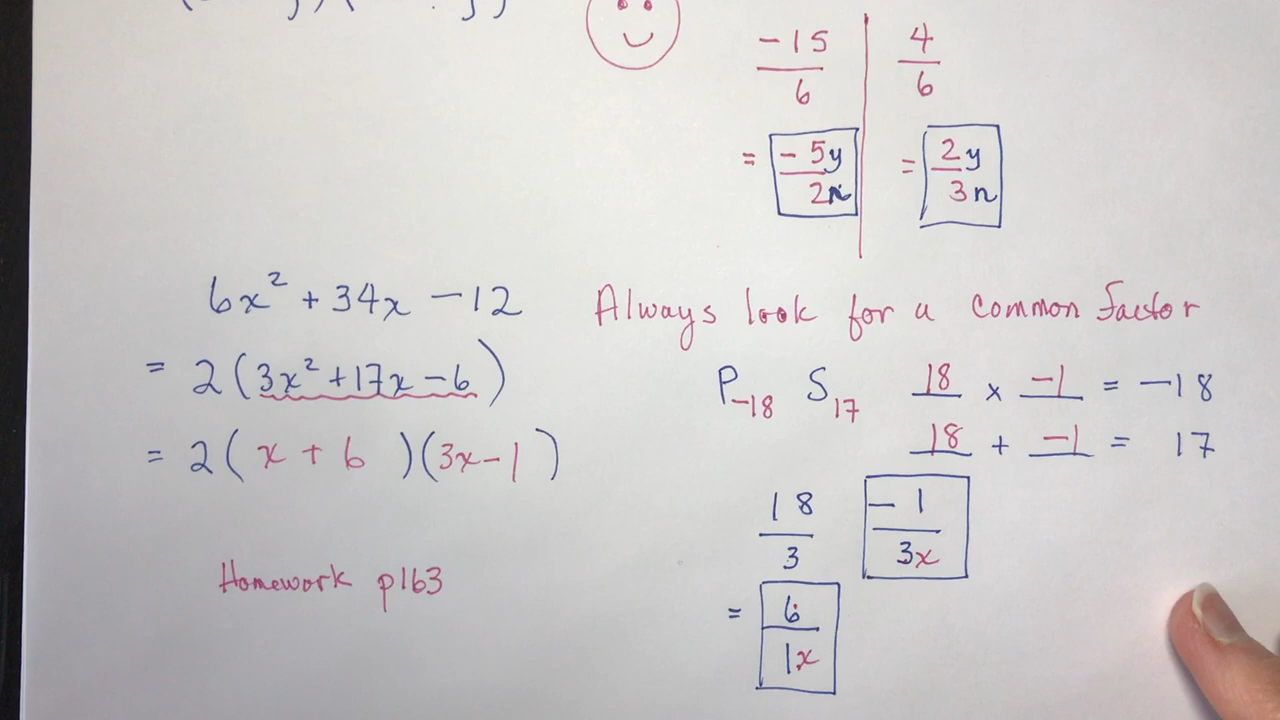 -15/6 | 4/6
= -5y/2x = 2y/3x
6x² + 34x - 12 Always look for a common factor
= 2(3x² + 17x - 6) P₋₁₈ S₁₇ 18 × -1 = -18
= 2(x + 6)(3x - 1) 18 + -1 = 17
18/3 -1/3x
= 6/1x
Homework p163